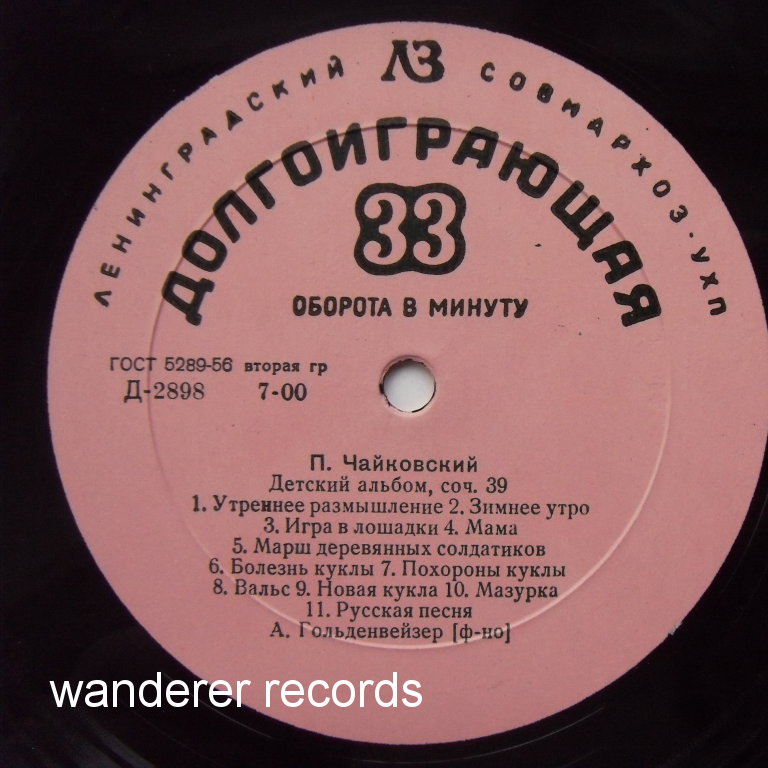 ЛЕНИНГРАДСКИЙ ЛЗ СОВНАРХОЗ·УХП
ДОЛГОИГРАЮЩАЯ
33
ОБОРОТА В МИНУТУ
ГОСТ 5289-56 вторая гр
Д-2898 7-00
П. Чайковский
Детский альбом, соч. 39
1. Утреннее размышление 2. Зимнее утро
3. Игра в лошадки 4. Мама
5. Марш деревянных солдатиков
6. Болезнь куклы 7. Похороны куклы
8. Вальс 9. Новая кукла 10. Мазурка
11. Русская песня
А. Гольденвейзер [ф-но]
wanderer records